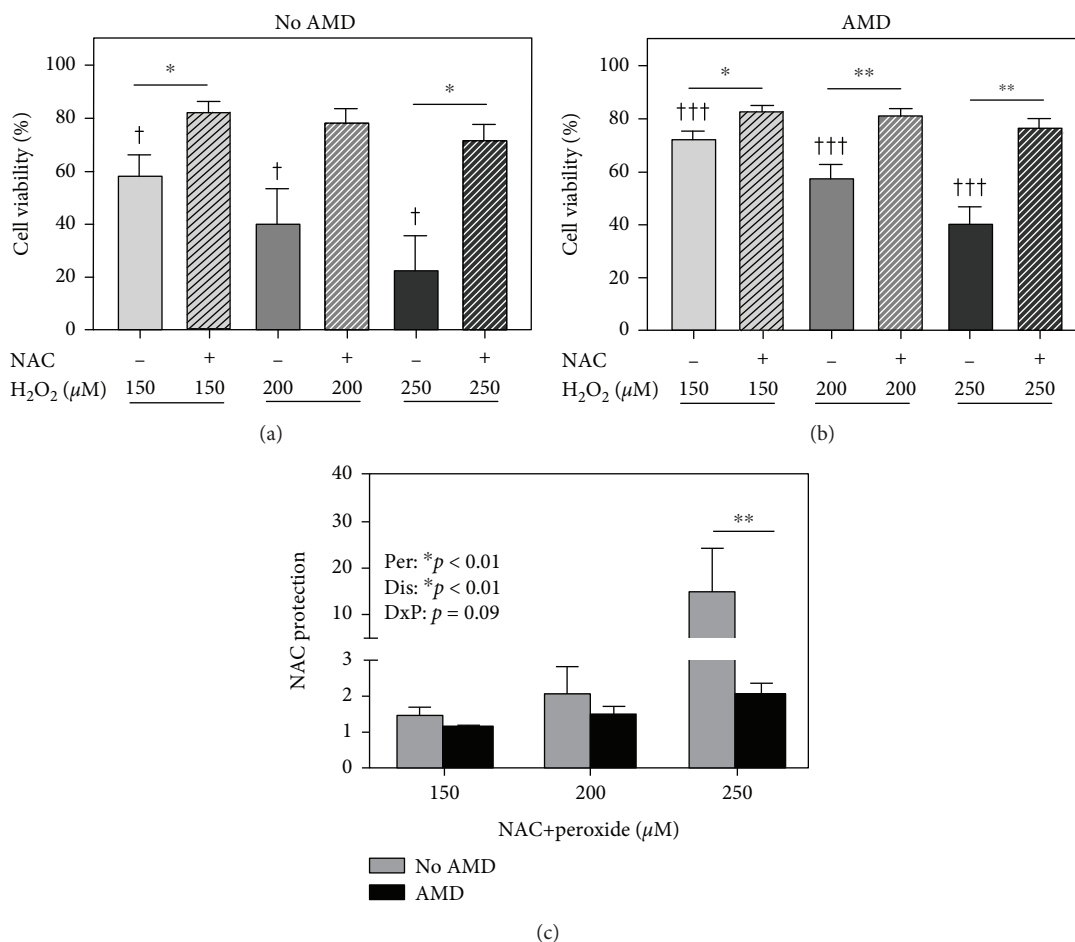 No AMD
Cell viability (%)
100
80
60
40
20
0
*
*
†
†
†
NAC
− + − + − +
H₂O₂ (μM)
150 150 200 200 250 250
(a)
AMD
Cell viability (%)
100
80
60
40
20
0
*
**
**
†††
†††
†††
− + − + − +
H₂O₂ (μM)
NAC
150 150 200 200 250 250
(b)
NAC protection
40
30
20
10
3
2
1
0
**
Per: *p < 0.01
Dis: *p < 0.01
DxP: p = 0.09
150 200 250
NAC+peroxide (μM)
No AMD
AMD
(c)